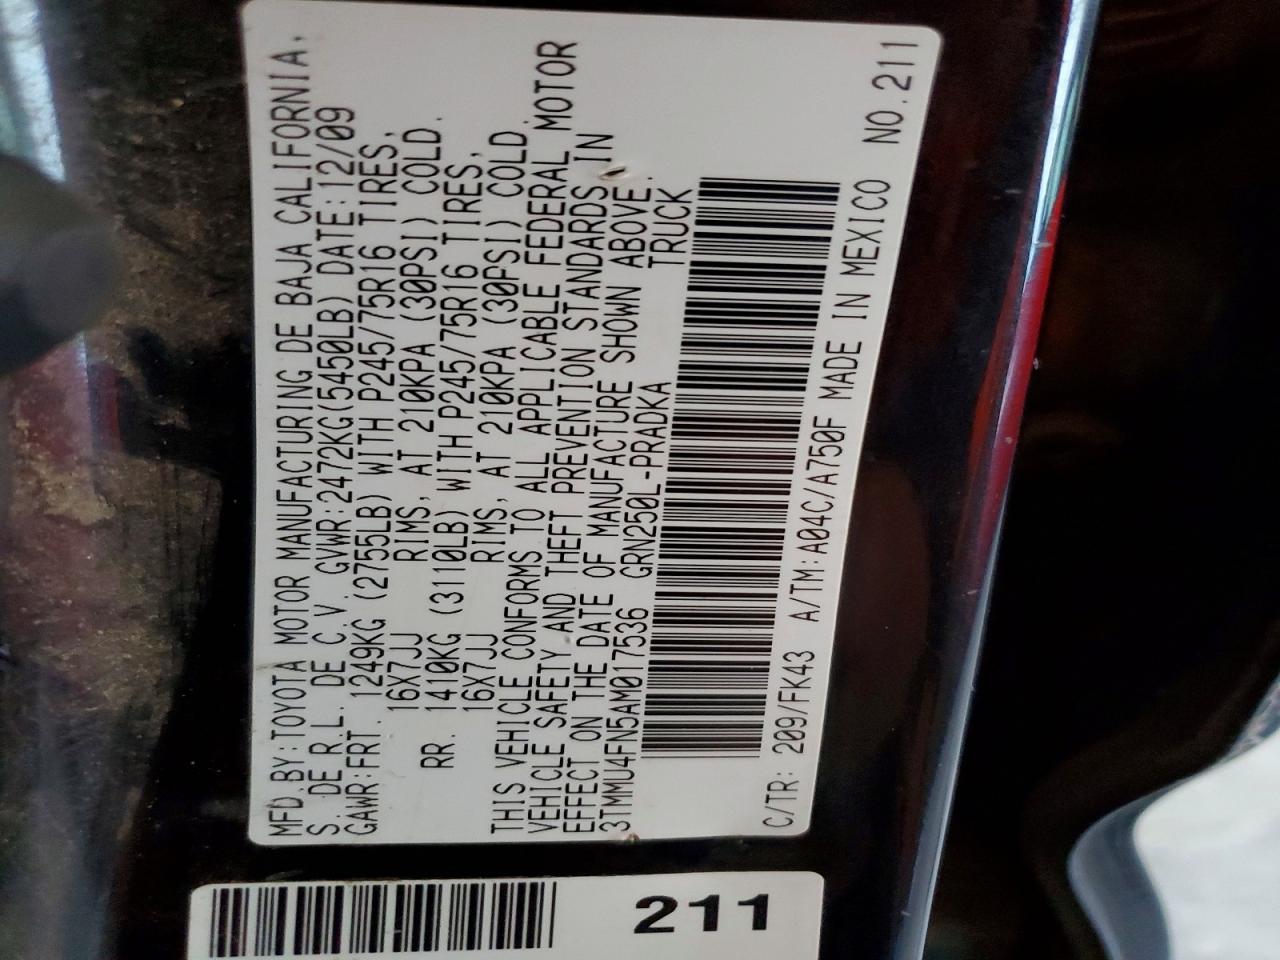 MFD.BY:TOYOTA MOTOR MANUFACTURING DE BAJA CALIFORNIA,
S. DE R.L. DE C.V. GVWR:2472KG(5450LB) DATE:12/09
GAWR:FRT. 1249KG (2755LB) WITH P245/75R16 TIRES,
16X7JJ RIMS, AT 210KPA (30PSI) COLD.
RR. 1410KG (3110LB) WITH P245/75R16 TIRES,
16X7JJ RIMS, AT 210KPA (30PSI) COLD.
THIS VEHICLE CONFORMS TO ALL APPLICABLE FEDERAL MOTOR
VEHICLE SAFETY AND THEFT PREVENTION STANDARDS IN
EFFECT ON THE DATE OF MANUFACTURE SHOWN ABOVE.
3TMMU4FN5AM017536 GRN250L-PRADKA TRUCK
C/TR: 209/FK43 A/TM:A04C/A750F MADE IN MEXICO NO.211
211